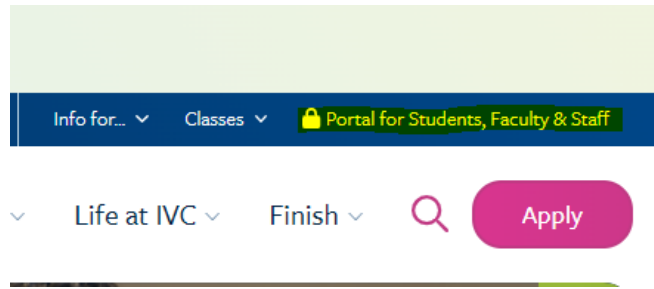 Info for... Classes Portal for Students, Faculty & Staff
Life at IVC Finish Apply